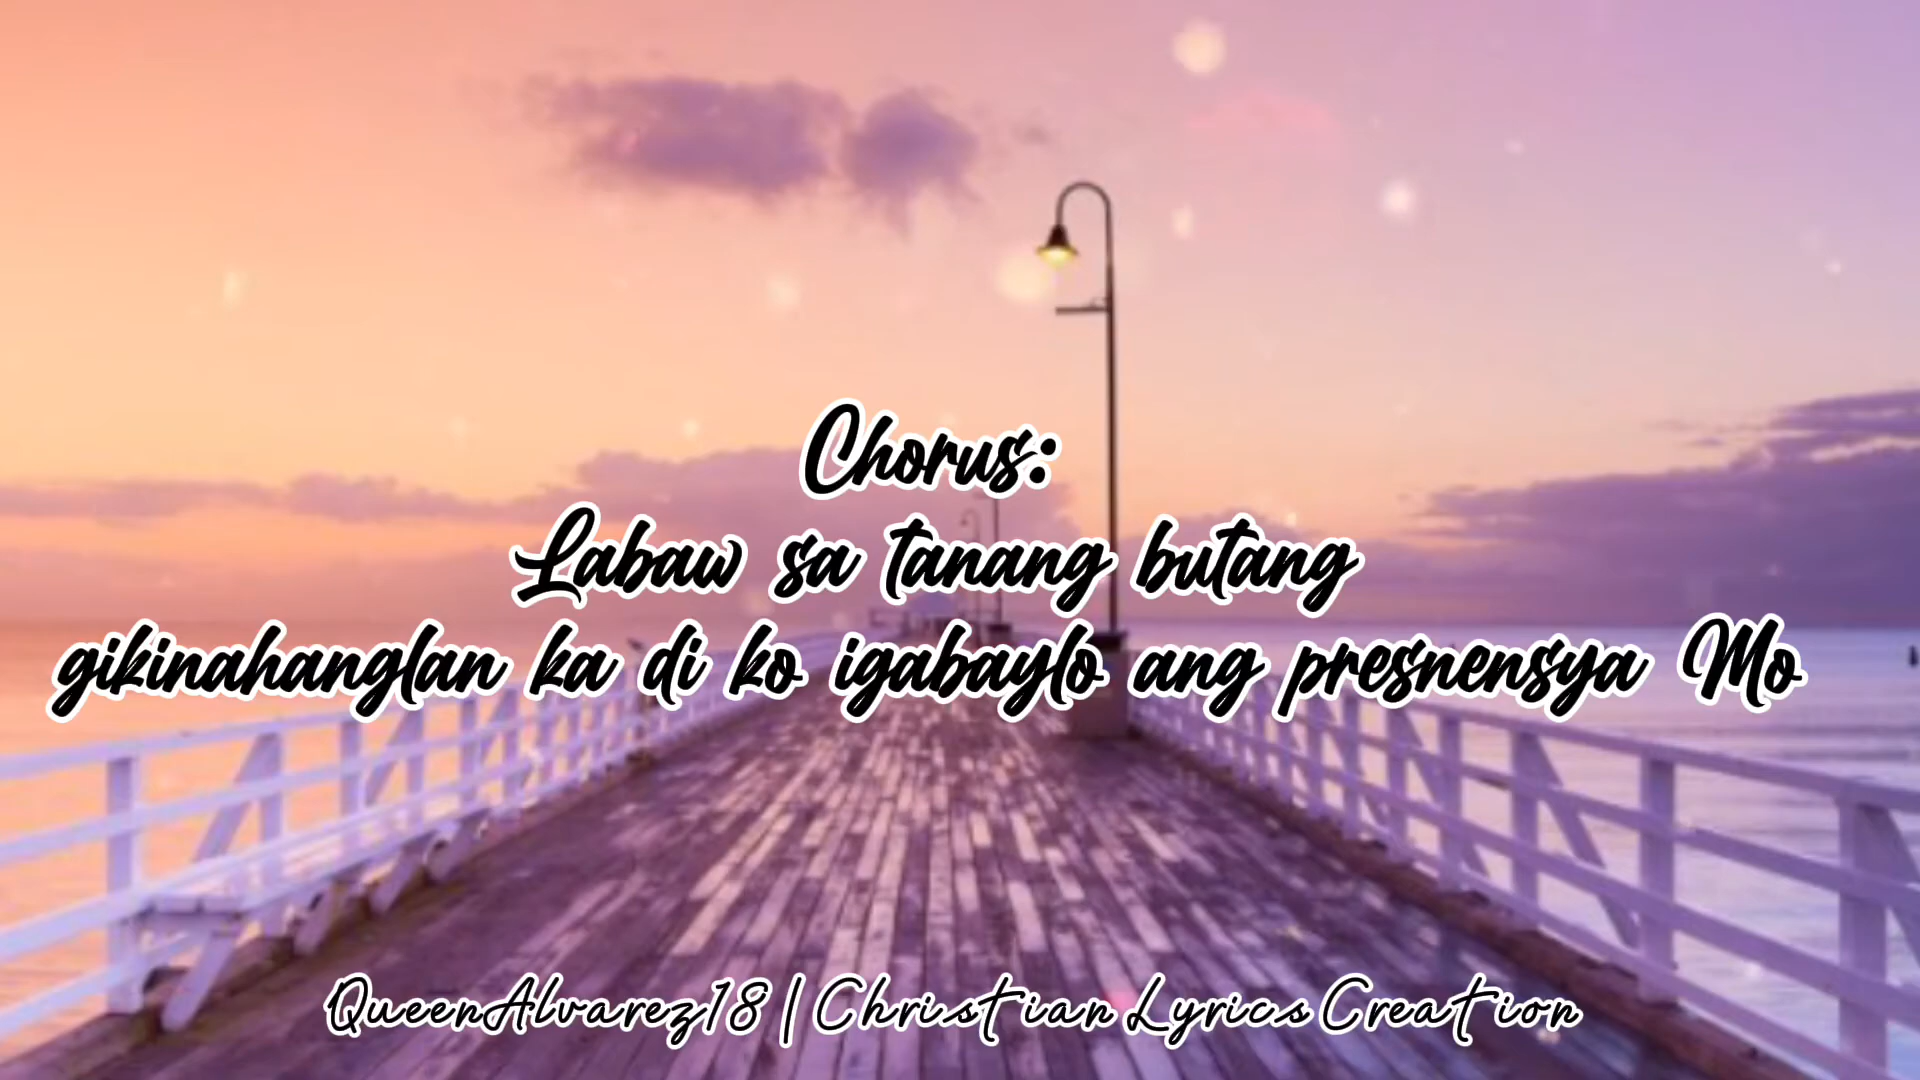 Chorus:
Labaw sa tanang butang
gikinahanglan ka di ko igabaylo ang presnensya Mo
QueenAlvarez18 | Christian Lyrics Creation